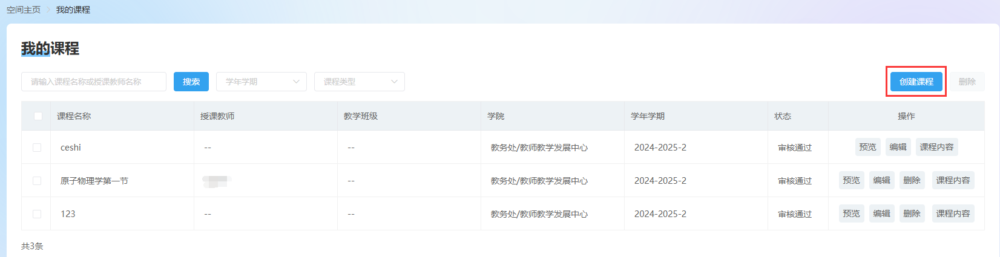 空间主页 > 我的课程
我的课程
请输入课程名称或授课教师名称 搜索 学年学期 课程类型 创建课程 删除
课程名称 授课教师 教学班级 学院 学年学期 状态 操作
ceshi -- -- 教务处/教师教学发展中心 2024-2025-2 审核通过 预览 编辑 课程内容
原子物理学第一节 -- 教务处/教师教学发展中心 2024-2025-2 审核通过 预览 编辑 删除 课程内容
123 -- -- 教务处/教师教学发展中心 2024-2025-2 审核通过 预览 编辑 删除 课程内容
共3条